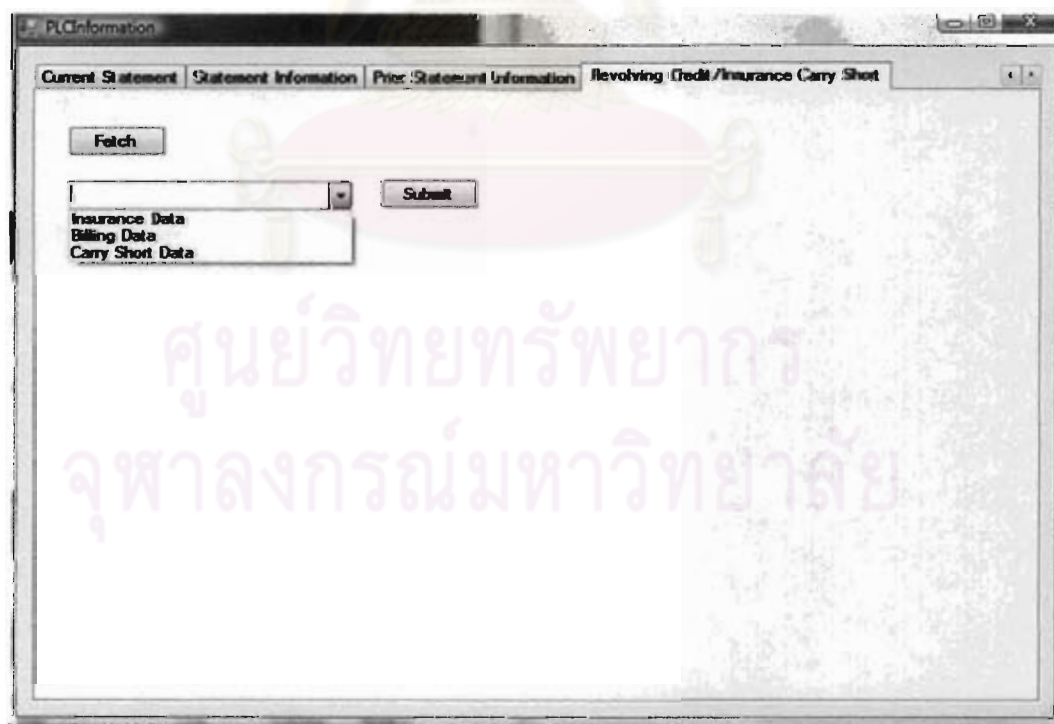 PLCInformation
Current Statement Statement Information Prior Statement Information Revolving Credit/Insurance Carry Short
Fetch
Submit
Insurance Data
Billing Data
Carry Short Data
ศูนย์วิทยทรัพยากร
จุฬาลงกรณ์มหาวิทยาลัย